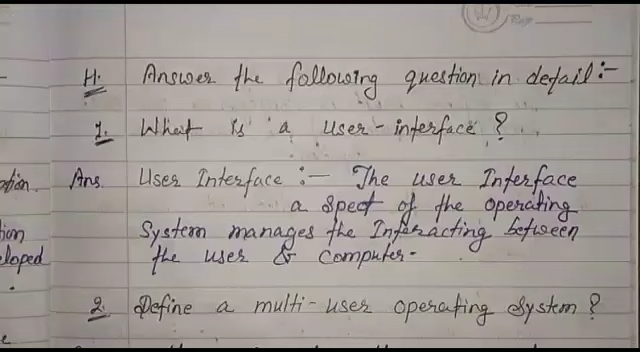 H. Answer the following question in detail :-
1. What is a user-interface ?
Ans. User Interface :- The user Interface
a spect of the operating
System manages the Interacting between
the user & computer.
2. Define a multi-user operating system ?